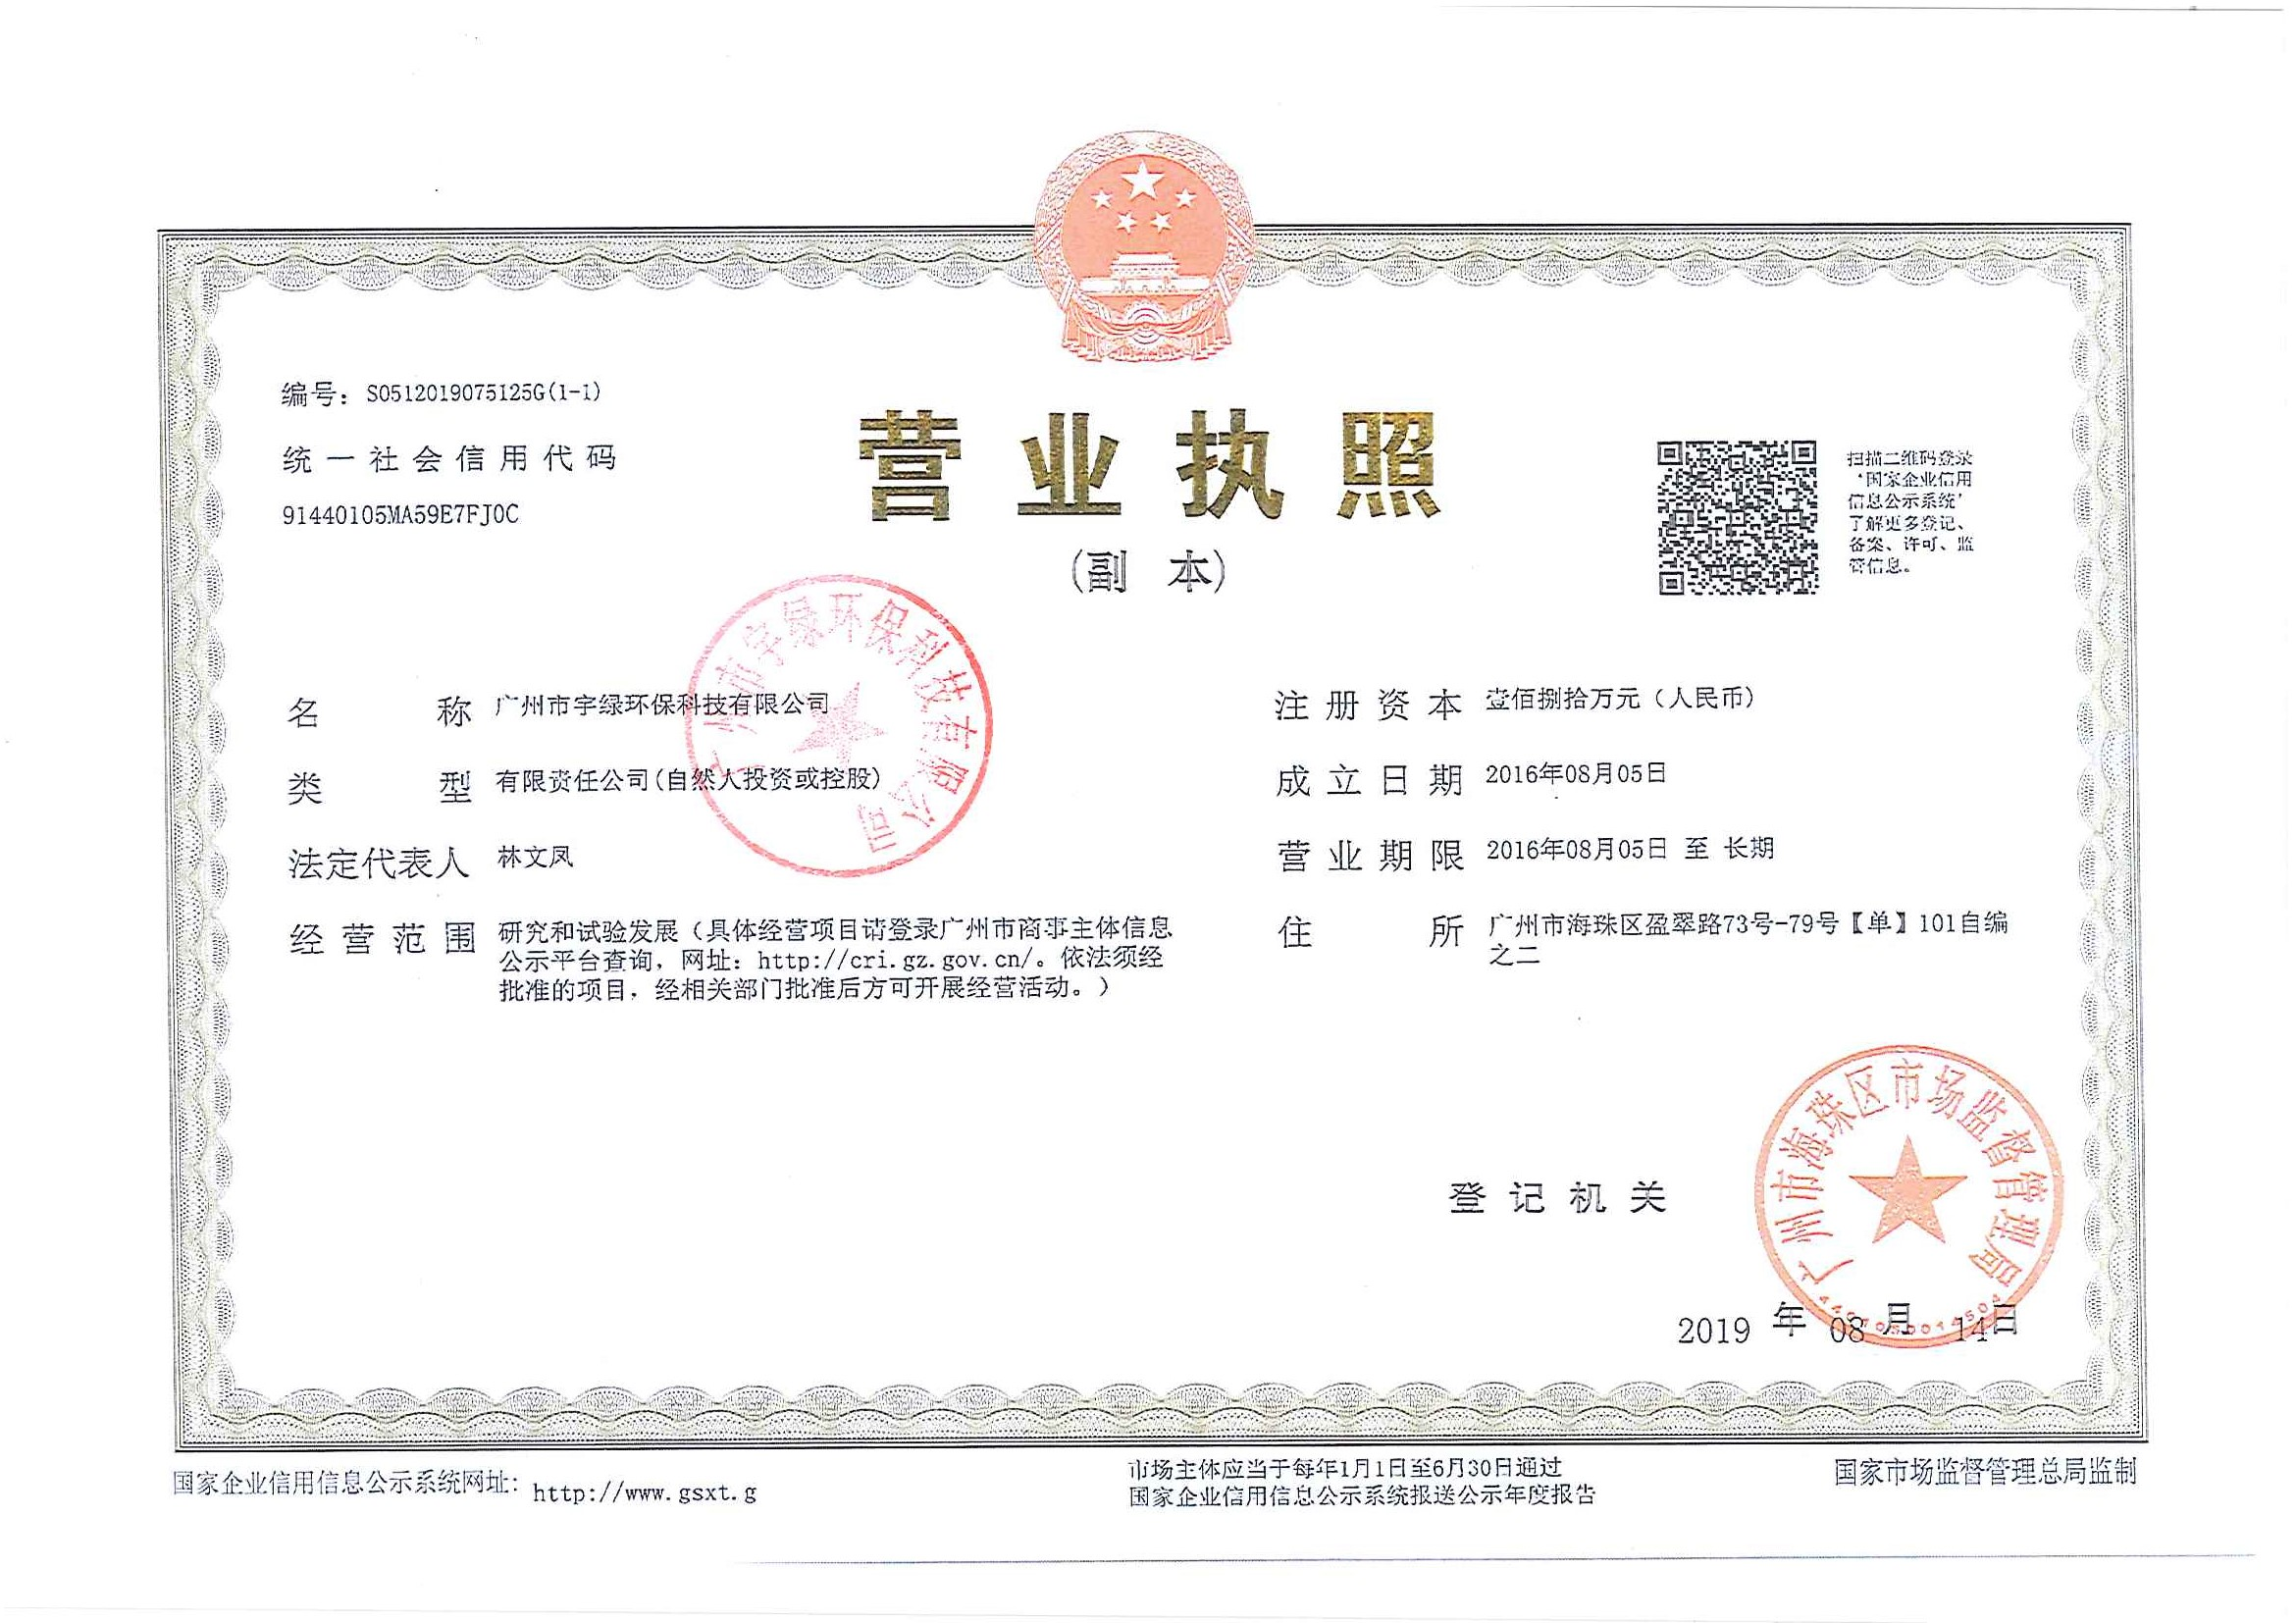 编号：S0512019075125G(1-1)
统一社会信用代码
91440105MA59E7FJ0C
营业执照
(副 本)
扫描二维码登录
‘国家企业信用
信息公示系统’
了解更多登记、
备案、许可、监
管信息。
名 称 广州市宇绿环保科技有限公司
类 型 有限责任公司(自然人投资或控股)
法定代表人 林文凤
经营范围 研究和试验发展（具体经营项目请登录广州市商事主体信息
公示平台查询，网址：http://cri.gz.gov.cn/。依法须经
批准的项目，经相关部门批准后方可开展经营活动。）
注册资本 壹佰捌拾万元（人民币）
成立日期 2016年08月05日
营业期限 2016年08月05日 至 长期
住 所 广州市海珠区盈翠路73号-79号【单】101自编
之二
广州市宇绿环保科技有限公司
登记机关
广州市海珠区市场监督管理局
2019 年 08 月 14日
国家企业信用信息公示系统网址：http://www.gsxt.g
市场主体应当于每年1月1日至6月30日通过
国家企业信用信息公示系统报送公示年度报告
国家市场监督管理总局监制